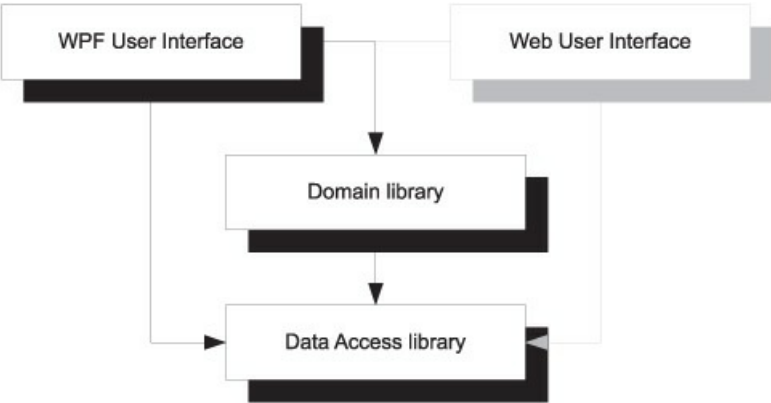 WPF User Interface
Web User Interface
Domain library
Data Access library